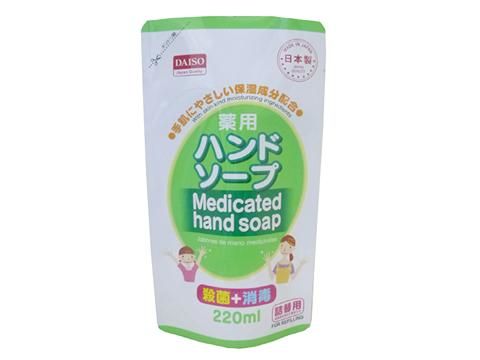 DAISO
Japan Quality
MADE IN JAPAN
日本製
手肌にやさしい保湿成分配合
With skin-kind moisturizing ingredients
薬用
ハンド
ソープ
Medicated
hand soap
Jabones de mano medicinales
殺菌+消毒
220ml
詰替用
FOR REFILLING